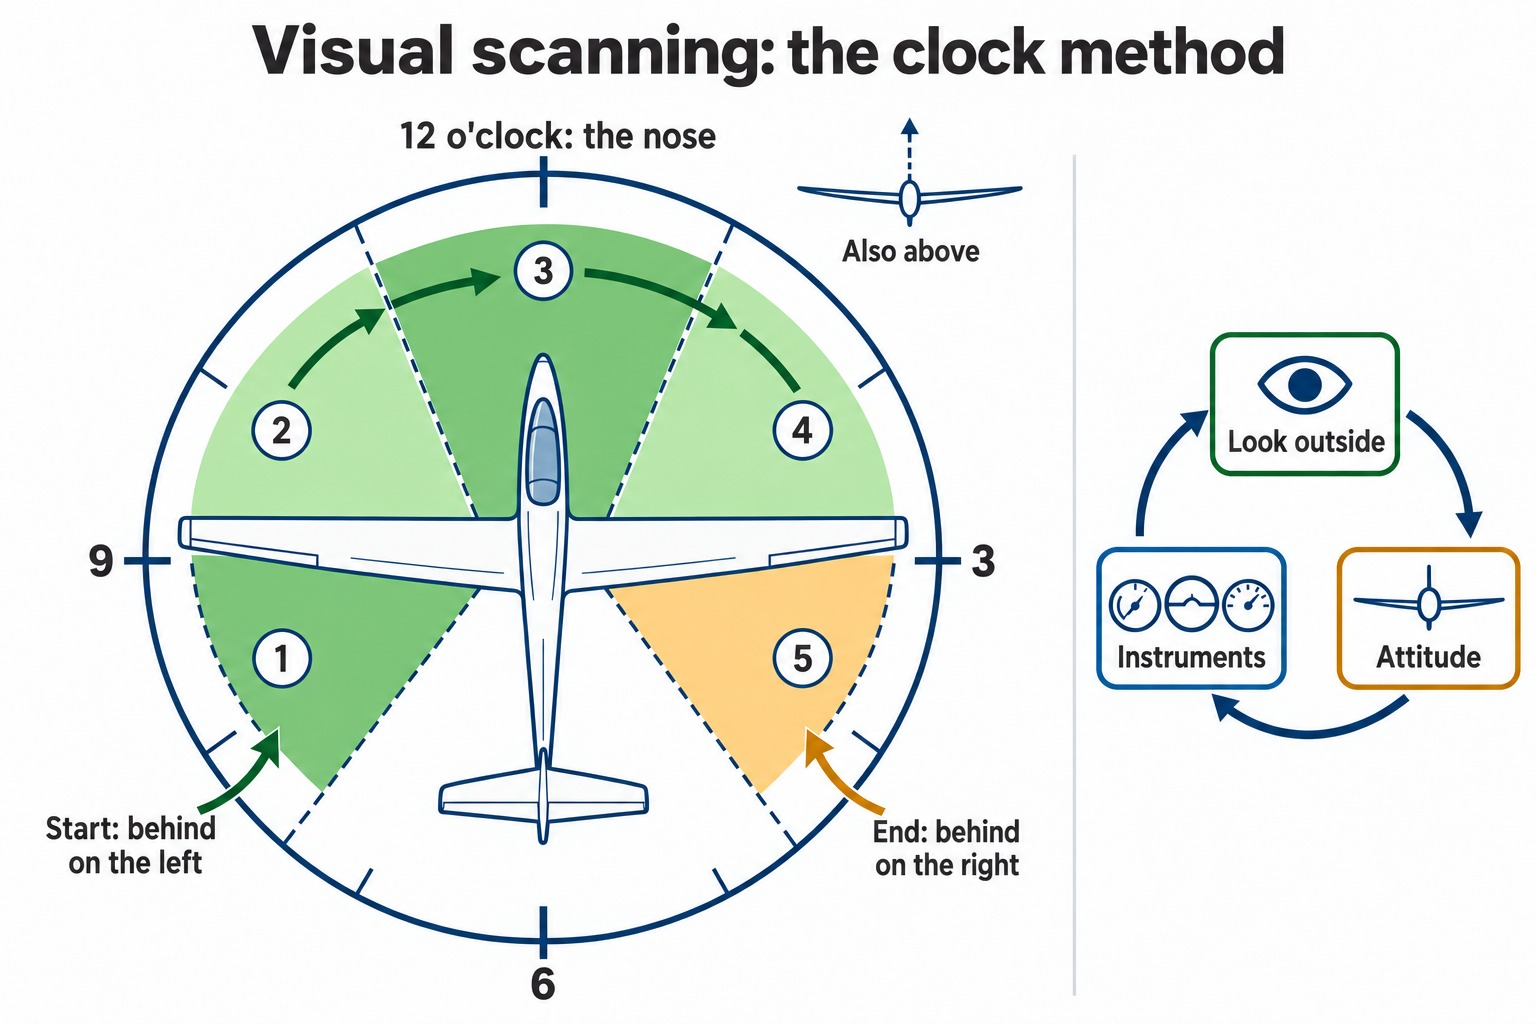 Visual scanning: the clock method
12 o'clock: the nose
Also above
3
2
4
Look outside
9
3
1
5
Instruments
Attitude
Start: behind
on the left
End: behind
on the right
6